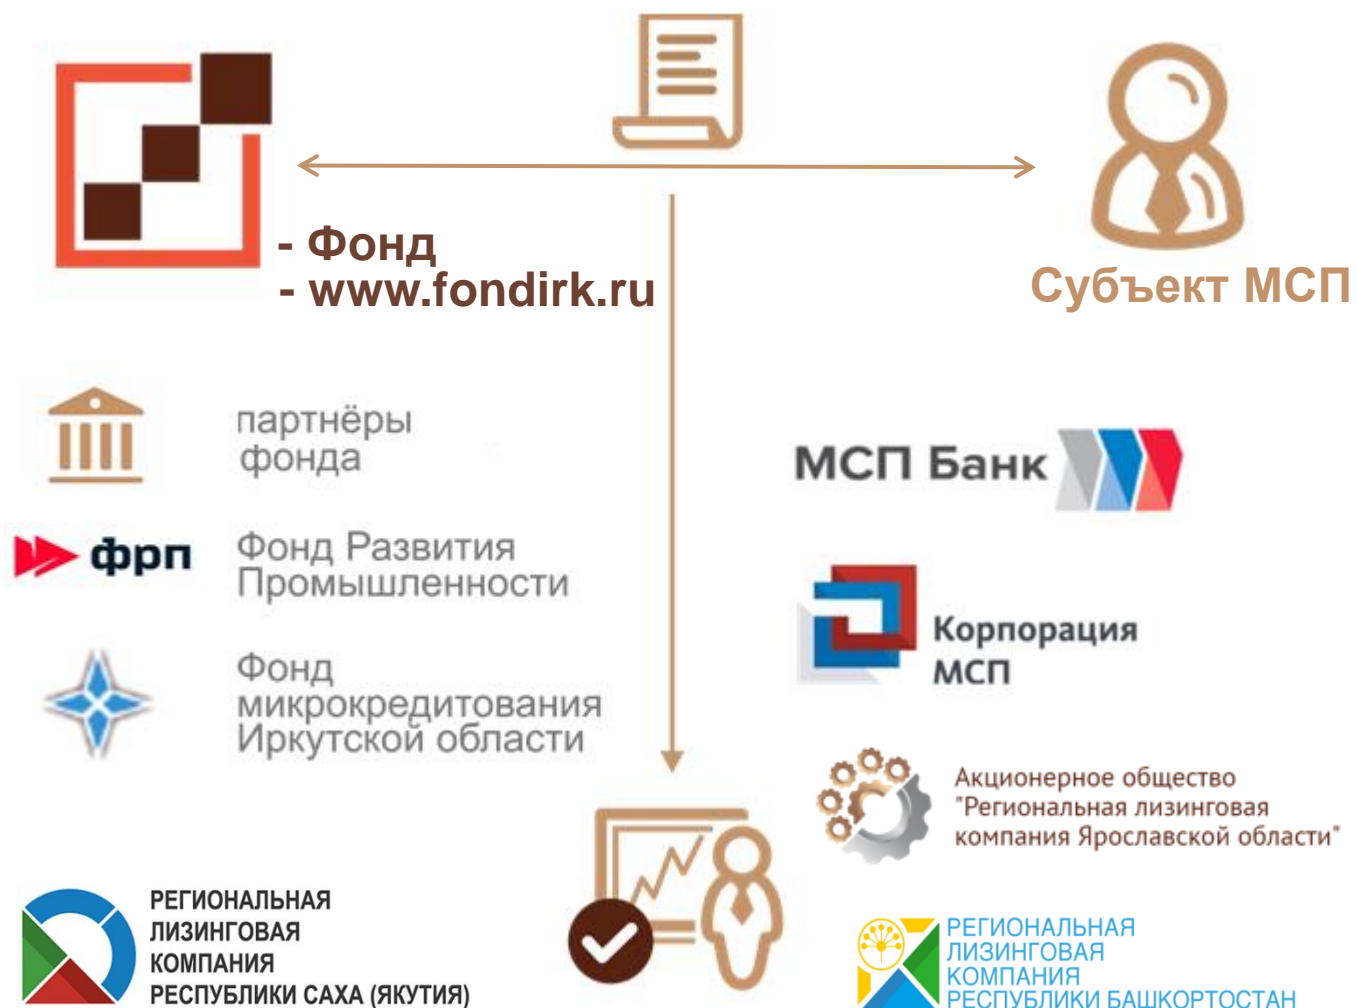 - Фонд
- www.fondirk.ru
Субъект МСП
партнёры
фонда
МСП Банк
фрп
Фонд Развития
Промышленности
Корпорация
МСП
Фонд
микрокредитования
Иркутской области
Акционерное общество
"Региональная лизинговая
компания Ярославской области"
РЕГИОНАЛЬНАЯ
ЛИЗИНГОВАЯ
КОМПАНИЯ
РЕСПУБЛИКИ САХА (ЯКУТИЯ)
РЕГИОНАЛЬНАЯ
ЛИЗИНГОВАЯ
КОМПАНИЯ
РЕСПУБЛИКИ БАШКОРТОСТАН